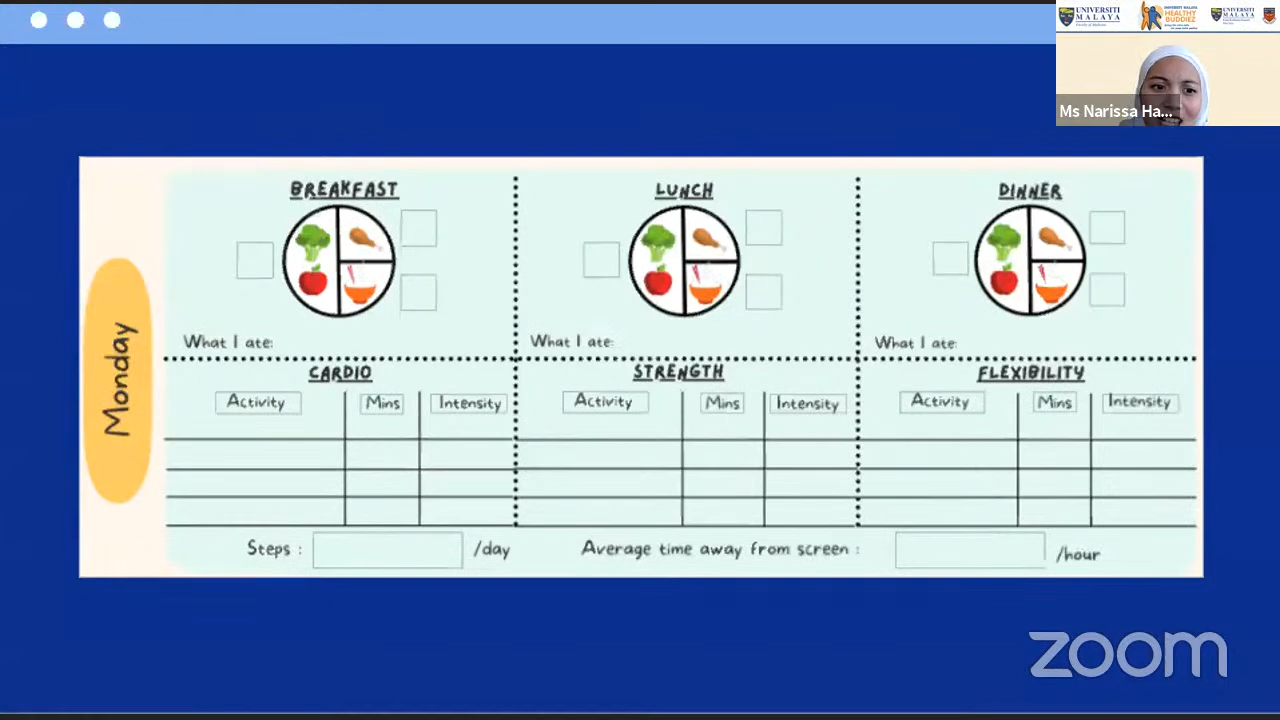 UNIVERSITI
MALAYA
UNIVERSITI MALAYA
HEALTHY
BUDDIEZ
UNIVERSITI
MALAYA
Ms Narissa Ha...
Monday
BREAKFAST
LUNCH
DINNER
What I ate:
What I ate:
What I ate:
CARDIO
STRENGTH
FLEXIBILITY
Activity Mins Intensity
Activity Mins Intensity
Activity Mins Intensity
Steps : /day
Average time away from screen : /hour
zoom